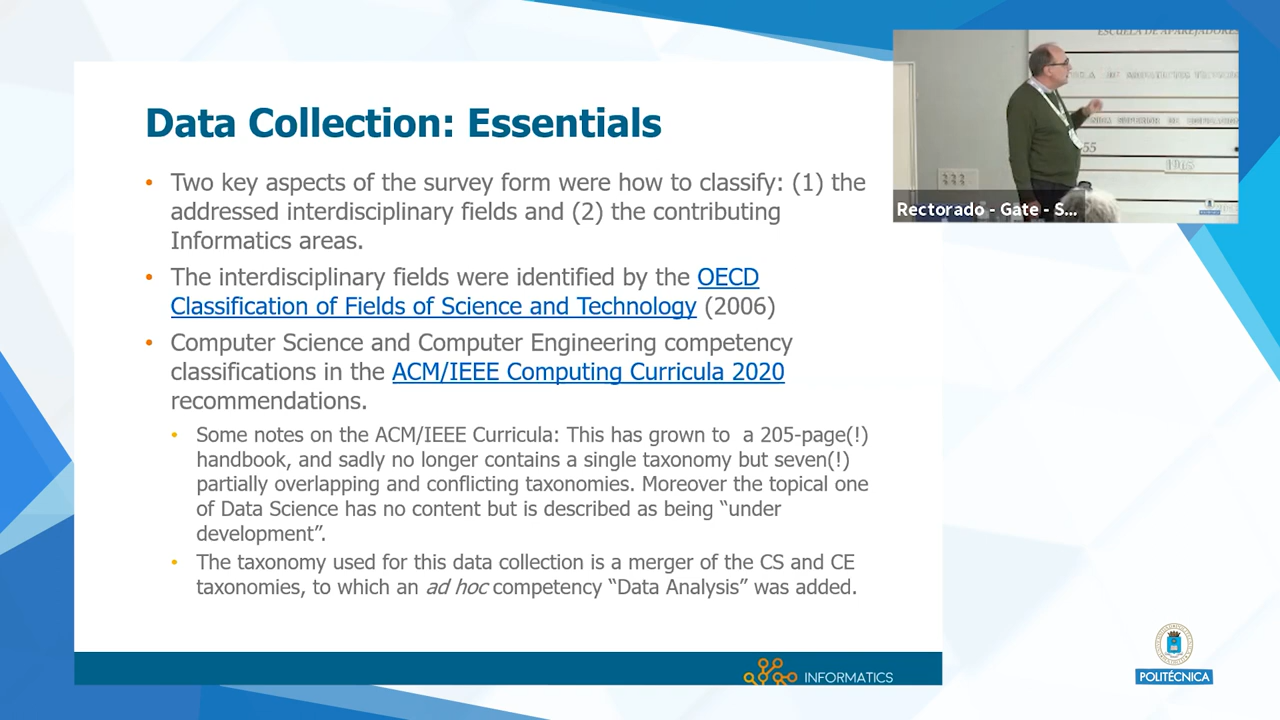 Data Collection: Essentials
• Two key aspects of the survey form were how to classify: (1) the
addressed interdisciplinary fields and (2) the contributing
Informatics areas.
• The interdisciplinary fields were identified by the OECD
Classification of Fields of Science and Technology (2006)
• Computer Science and Computer Engineering competency
classifications in the ACM/IEEE Computing Curricula 2020
recommendations.
• Some notes on the ACM/IEEE Curricula: This has grown to a 205-page(!)
handbook, and sadly no longer contains a single taxonomy but seven(!)
partially overlapping and conflicting taxonomies. Moreover the topical one
of Data Science has no content but is described as being “under
development”.
• The taxonomy used for this data collection is a merger of the CS and CE
taxonomies, to which an ad hoc competency “Data Analysis” was added.
INFORMATICS
ESCUELA DE APAREJADORES
55
Rectorado - Gate - S...
POLITÉCNICA